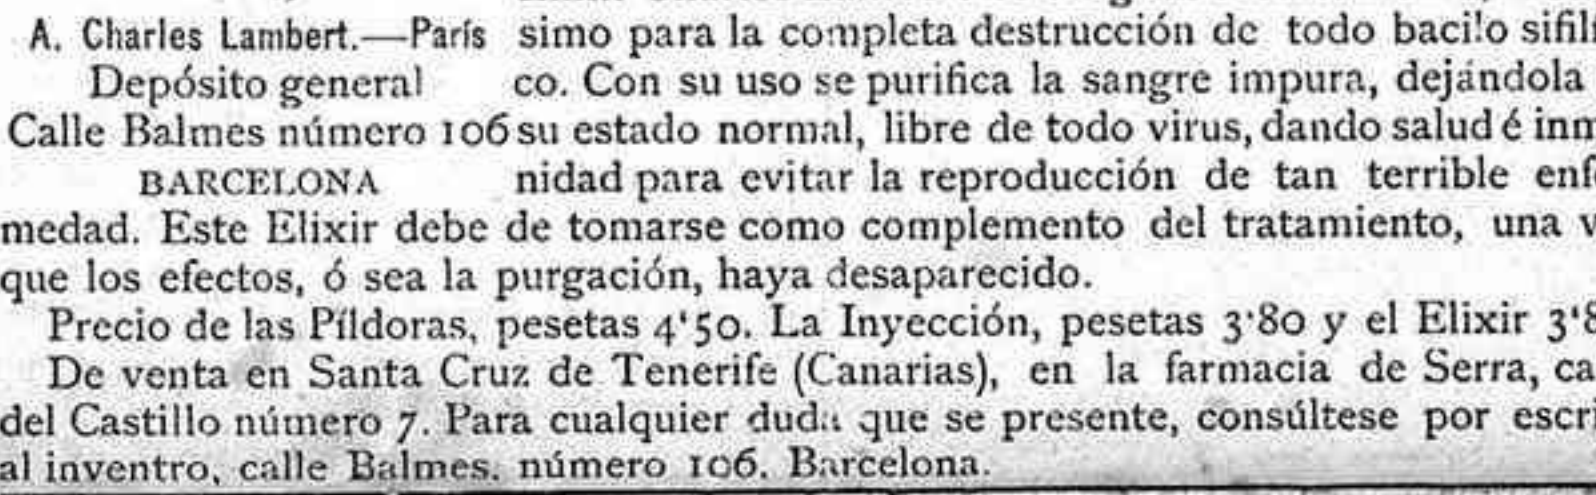 A. Charles Lambert.—París
Depósito general
Calle Balmes número 106
BARCELONA
simo para la completa destrucción de todo bacilo sifilí
co. Con su uso se purifica la sangre impura, dejándola
su estado normal, libre de todo virus, dando salud é inm
nidad para evitar la reproducción de tan terrible enfe
medad. Este Elixir debe de tomarse como complemento del tratamiento, una v
que los efectos, ó sea la purgación, haya desaparecido.
Precio de las Píldoras, pesetas 4'50. La Inyección, pesetas 3'80 y el Elixir 3'8
De venta en Santa Cruz de Tenerife (Canarias), en la farmacia de Serra, ca
del Castillo número 7. Para cualquier duda que se presente, consúltese por escri
al inventro, calle Balmes. número 106. Barcelona.